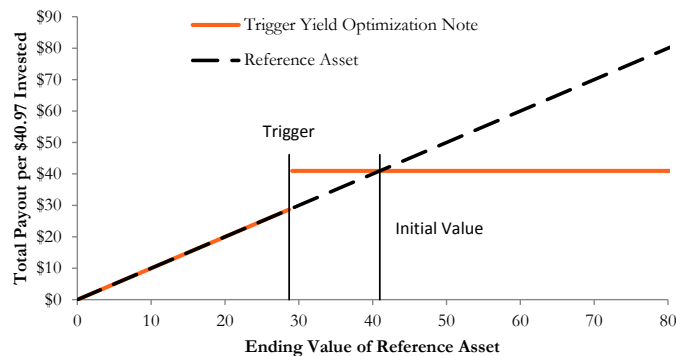 $90
$80
$70
$60
$50
$40
$30
$20
$10
$0
Total Payout per $40.97 Invested
Trigger Yield Optimization Note
Reference Asset
Trigger
Initial Value
0 10 20 30 40 50 60 70 80
Ending Value of Reference Asset